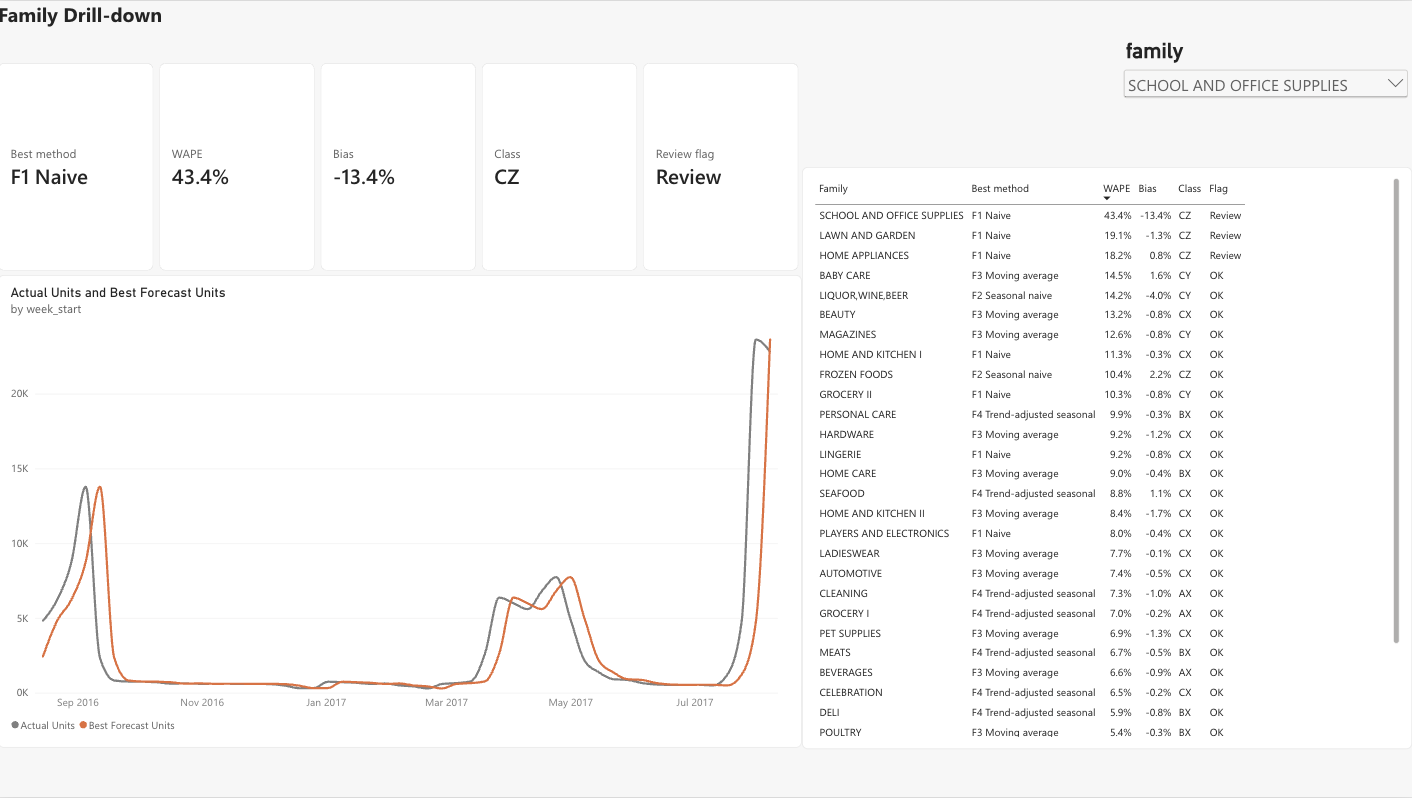 Family Drill-down
family
SCHOOL AND OFFICE SUPPLIES
Best method
F1 Naive
WAPE
43.4%
Bias
-13.4%
Class
CZ
Review flag
Review
Actual Units and Best Forecast Units
by week_start
20K
15K
10K
5K
0K
Sep 2016 Nov 2016 Jan 2017 Mar 2017 May 2017 Jul 2017
Actual Units Best Forecast Units
Family Best method WAPE Bias Class Flag
SCHOOL AND OFFICE SUPPLIES F1 Naive 43.4% -13.4% CZ Review
LAWN AND GARDEN F1 Naive 19.1% -1.3% CZ Review
HOME APPLIANCES F1 Naive 18.2% 0.8% CZ Review
BABY CARE F3 Moving average 14.5% 1.6% CY OK
LIQUOR,WINE,BEER F2 Seasonal naive 14.2% -4.0% CY OK
BEAUTY F3 Moving average 13.2% -0.8% CX OK
MAGAZINES F3 Moving average 12.6% -0.8% CY OK
HOME AND KITCHEN I F1 Naive 11.3% -0.3% CX OK
FROZEN FOODS F2 Seasonal naive 10.4% 2.2% CZ OK
GROCERY II F1 Naive 10.3% -0.8% CY OK
PERSONAL CARE F4 Trend-adjusted seasonal 9.9% -0.3% BX OK
HARDWARE F3 Moving average 9.2% -1.2% CX OK
LINGERIE F1 Naive 9.2% -0.8% CX OK
HOME CARE F3 Moving average 9.0% -0.4% BX OK
SEAFOOD F4 Trend-adjusted seasonal 8.8% 1.1% CX OK
HOME AND KITCHEN II F3 Moving average 8.4% -1.7% CX OK
PLAYERS AND ELECTRONICS F1 Naive 8.0% -0.4% CX OK
LADIESWEAR F3 Moving average 7.7% -0.1% CX OK
AUTOMOTIVE F3 Moving average 7.4% -0.5% CX OK
CLEANING F4 Trend-adjusted seasonal 7.3% -1.0% AX OK
GROCERY I F4 Trend-adjusted seasonal 7.0% -0.2% AX OK
PET SUPPLIES F3 Moving average 6.9% -1.3% CX OK
MEATS F4 Trend-adjusted seasonal 6.7% -0.5% BX OK
BEVERAGES F3 Moving average 6.6% -0.9% AX OK
CELEBRATION F4 Trend-adjusted seasonal 6.5% -0.2% CX OK
DELI F4 Trend-adjusted seasonal 5.9% -0.8% BX OK
POULTRY F3 Moving average 5.4% -0.3% BX OK